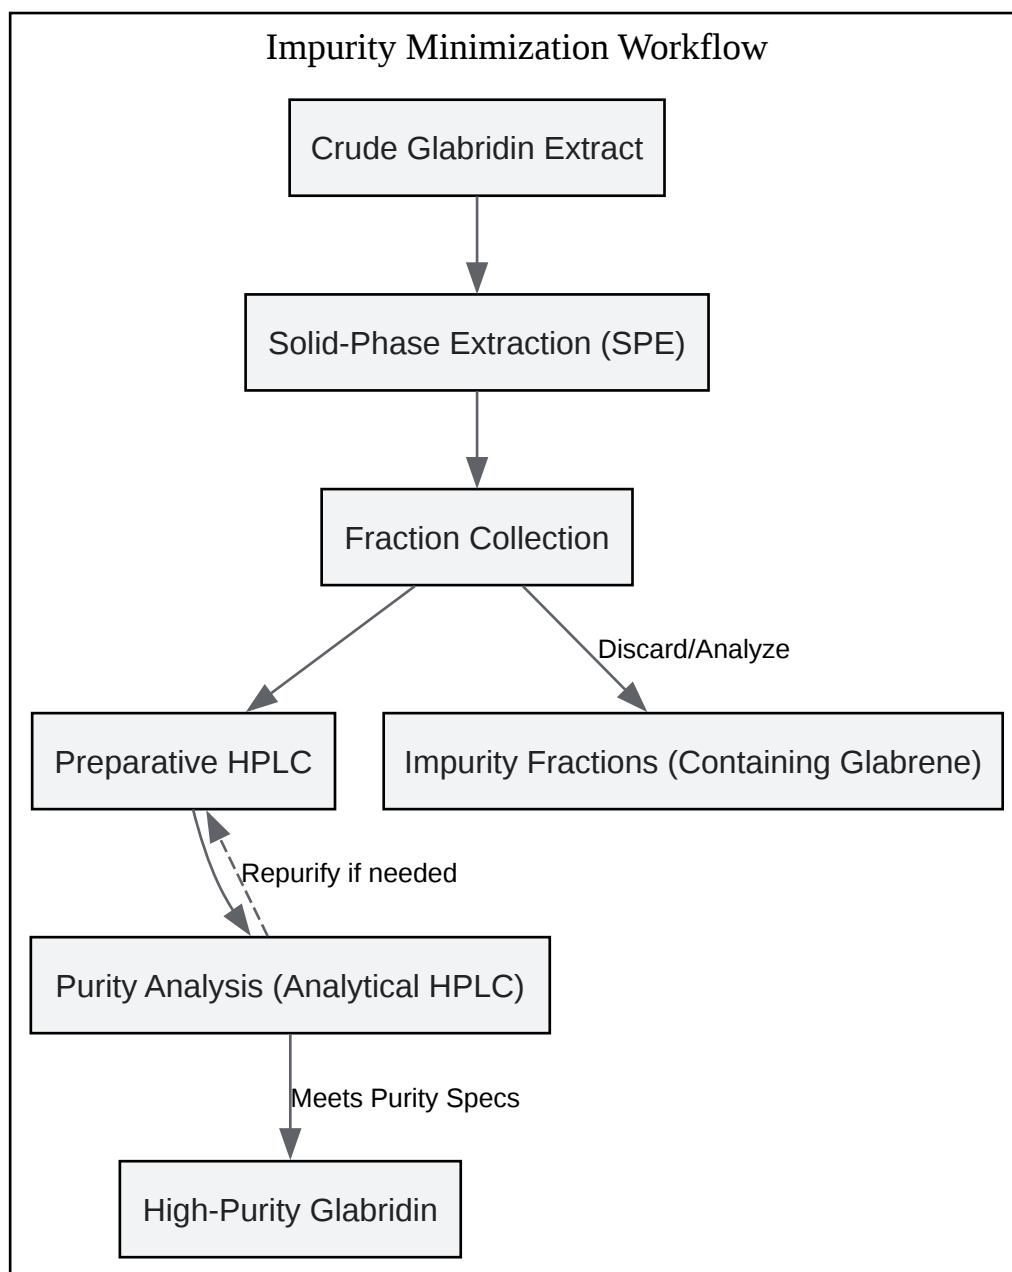 Impurity Minimization Workflow
Crude Glabridin Extract
Solid-Phase Extraction (SPE)
Fraction Collection
Discard/Analyze
Preparative HPLC
Impurity Fractions (Containing Glabrene)
Repurify if needed
Purity Analysis (Analytical HPLC)
Meets Purity Specs
High-Purity Glabridin